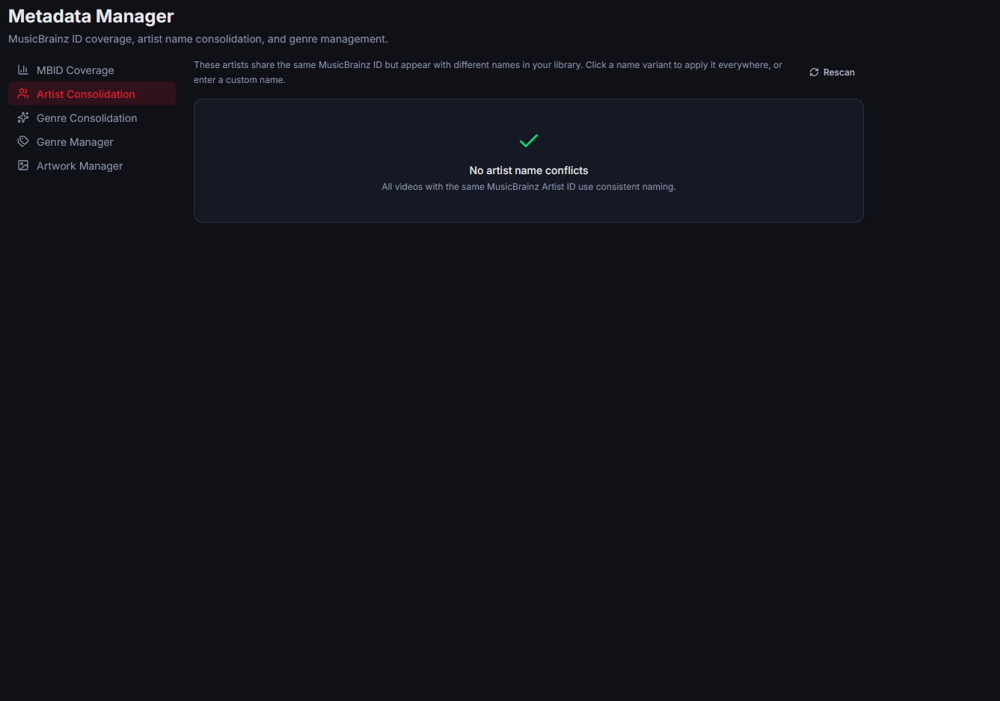 Metadata Manager
MusicBrainz ID coverage, artist name consolidation, and genre management.
MBID Coverage
Artist Consolidation
Genre Consolidation
Genre Manager
Artwork Manager
These artists share the same MusicBrainz ID but appear with different names in your library. Click a name variant to apply it everywhere, or
enter a custom name.
Rescan
No artist name conflicts
All videos with the same MusicBrainz Artist ID use consistent naming.